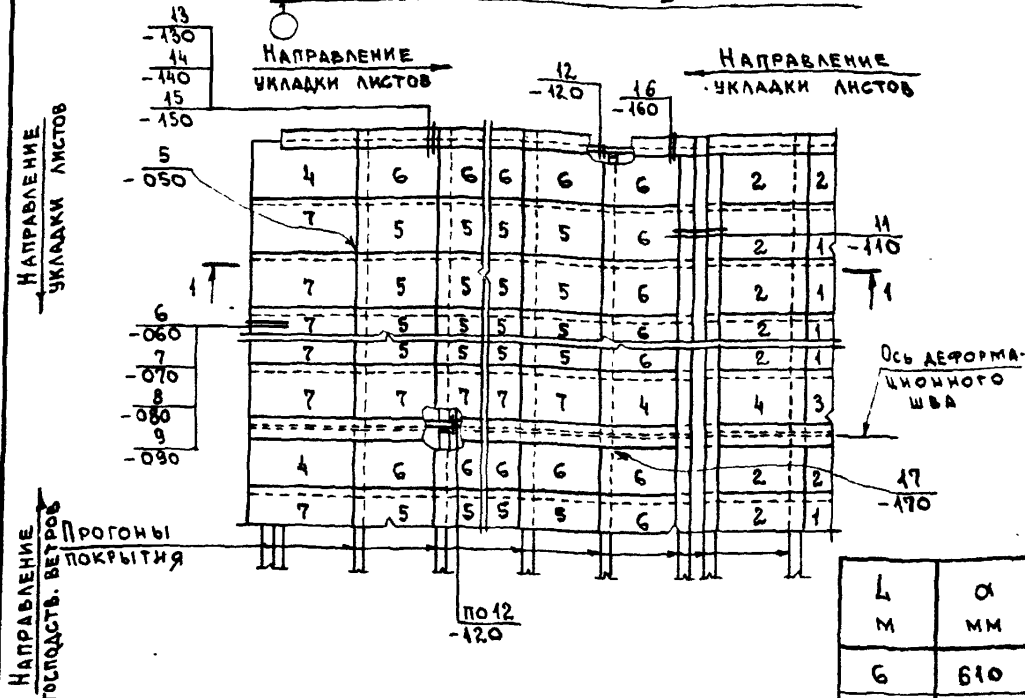 13
-130
14
-140
15
-150
НАПРАВЛЕНИЕ
УКЛАДКИ ЛИСТОВ
12
-120
16
-160
НАПРАВЛЕНИЕ
УКЛАДКИ ЛИСТОВ
НАПРАВЛЕНИЕ
УКЛАДКИ ЛИСТОВ
5
-050
4 6 6 6 6 6 2 2
7 5 5 5 5 6 2 1
11
-110
1 7 5 5 5 5 6 2 1 1
6
-060
7
-070
8
-080
9
-090
7 5 5 5 5 6 2 1
7 5 5 5 5 6 2 1
7 7 7 7 7 4 4 3
ОСЬ ДЕФОРМА-
ЦИОННОГО
ШВА
4 6 6 6 6 6 2 2
7 5 5 5 5 6 2 1
17
-170
НАПРАВЛЕНИЕ
ГОСПОДСТВ. ВЕТРОВ
ПРОГОНЫ
ПОКРЫТИЯ
ПО 12
-120
L α
М ММ
6 610